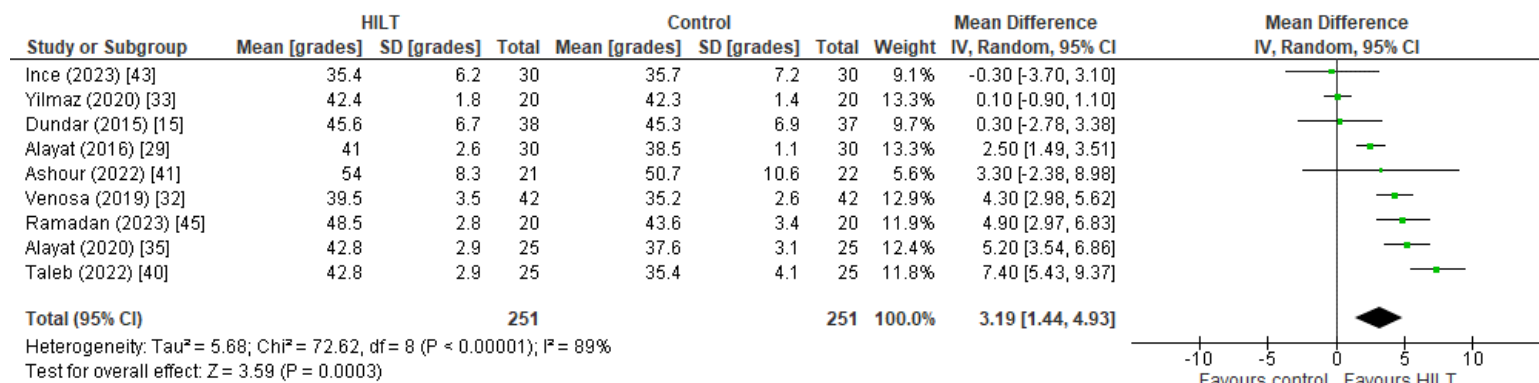 HILT Control Mean Difference Mean Difference
Study or Subgroup Mean [grades] SD [grades] Total Mean [grades] SD [grades] Total Weight IV, Random, 95% CI IV, Random, 95% CI
Ince (2023) [43] 35.4 6.2 30 35.7 7.2 30 9.1% -0.30 [-3.70, 3.10]
Yilmaz (2020) [33] 42.4 1.8 20 42.3 1.4 20 13.3% 0.10 [-0.90, 1.10]
Dundar (2015) [15] 45.6 6.7 38 45.3 6.9 37 9.7% 0.30 [-2.78, 3.38]
Alayat (2016) [29] 41 2.6 30 38.5 1.1 30 13.3% 2.50 [1.49, 3.51]
Ashour (2022) [41] 54 8.3 21 50.7 10.6 22 5.6% 3.30 [-2.38, 8.98]
Venosa (2019) [32] 39.5 3.5 42 35.2 2.6 42 12.9% 4.30 [2.98, 5.62]
Ramadan (2023) [45] 48.5 2.8 20 43.6 3.4 20 11.9% 4.90 [2.97, 6.83]
Alayat (2020) [35] 42.8 2.9 25 37.6 3.1 25 12.4% 5.20 [3.54, 6.86]
Taleb (2022) [40] 42.8 2.9 25 35.4 4.1 25 11.8% 7.40 [5.43, 9.37]
Total (95% CI) 251 251 100.0% 3.19 [1.44, 4.93]
Heterogeneity: Tau² = 5.68; Chi² = 72.62, df = 8 (P < 0.00001); I² = 89%
Test for overall effect: Z = 3.59 (P = 0.0003)
-10 -5 0 5 10
Favours control Favours HILT